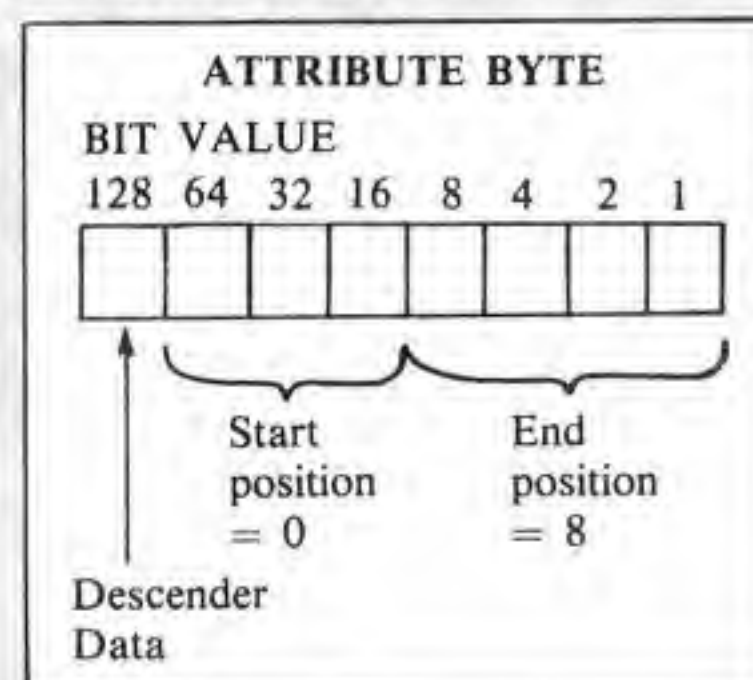 ATTRIBUTE BYTE
BIT VALUE
128 64 32 16 8 4 2 1
Start
position
= 0
End
position
= 8
Descender
Data